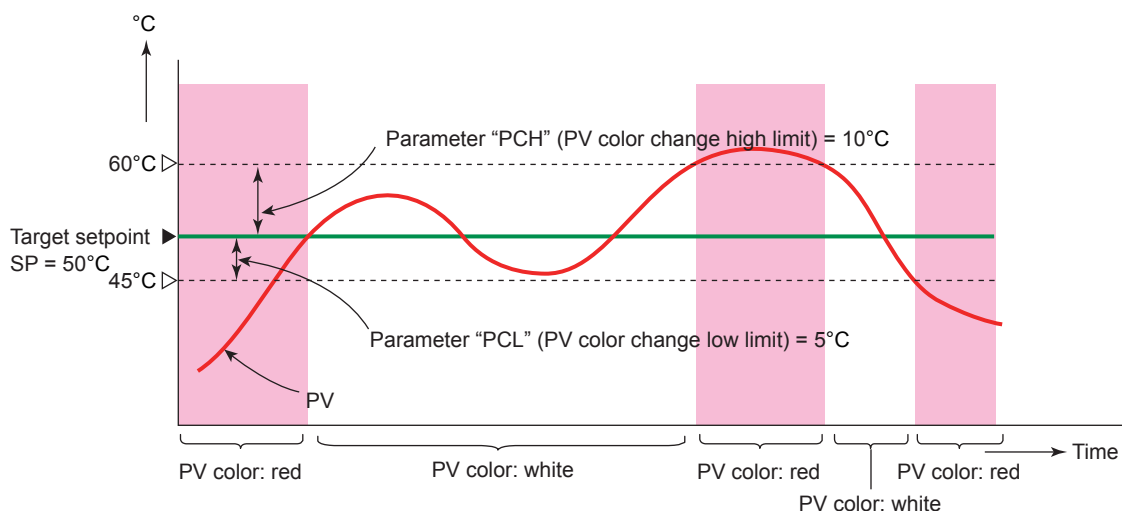 °C
Parameter “PCH” (PV color change high limit) = 10°C
60°C
Target setpoint
SP = 50°C
45°C
Parameter “PCL” (PV color change low limit) = 5°C
PV
Time
PV color: red
PV color: white
PV color: red
PV color: red
PV color: white